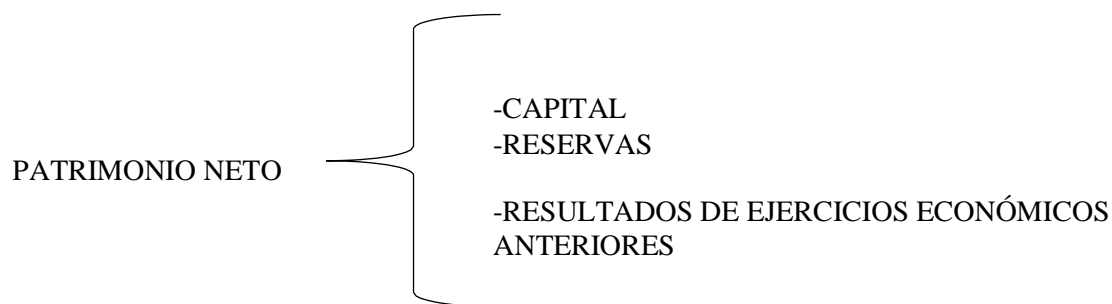 PATRIMONIO NETO
-CAPITAL
-RESERVAS
-RESULTADOS DE EJERCICIOS ECONÓMICOS
ANTERIORES